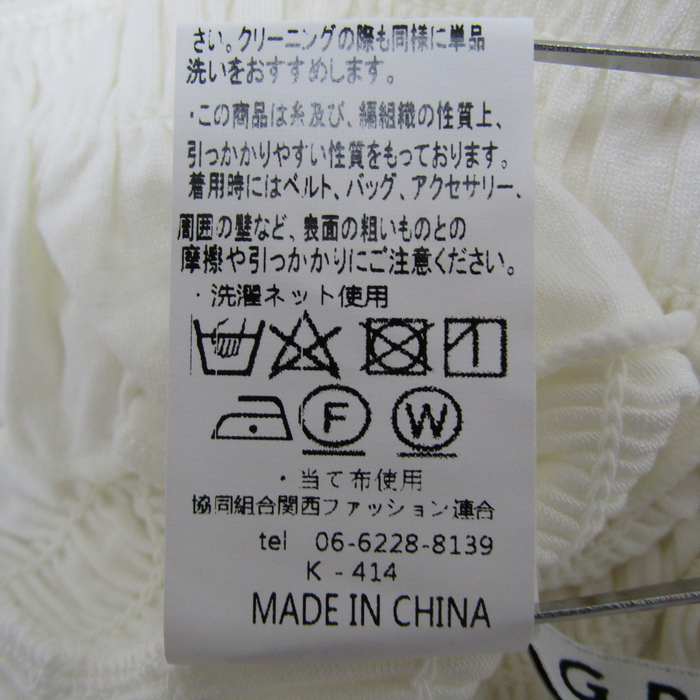 さい。クリーニングの際も同様に単品
洗いをおすすめします。
・この商品は糸及び、編組織の性質上、
引っかかりやすい性質をもっております。
着用時にはベルト、バッグ、アクセサリー、
周囲の壁など、表面の粗いものとの
摩擦や引っかかりにご注意ください。
・洗濯ネット使用
F W
・当て布使用
協同組合関西ファッション連合
tel 06-6228-8139
K - 414
MADE IN CHINA